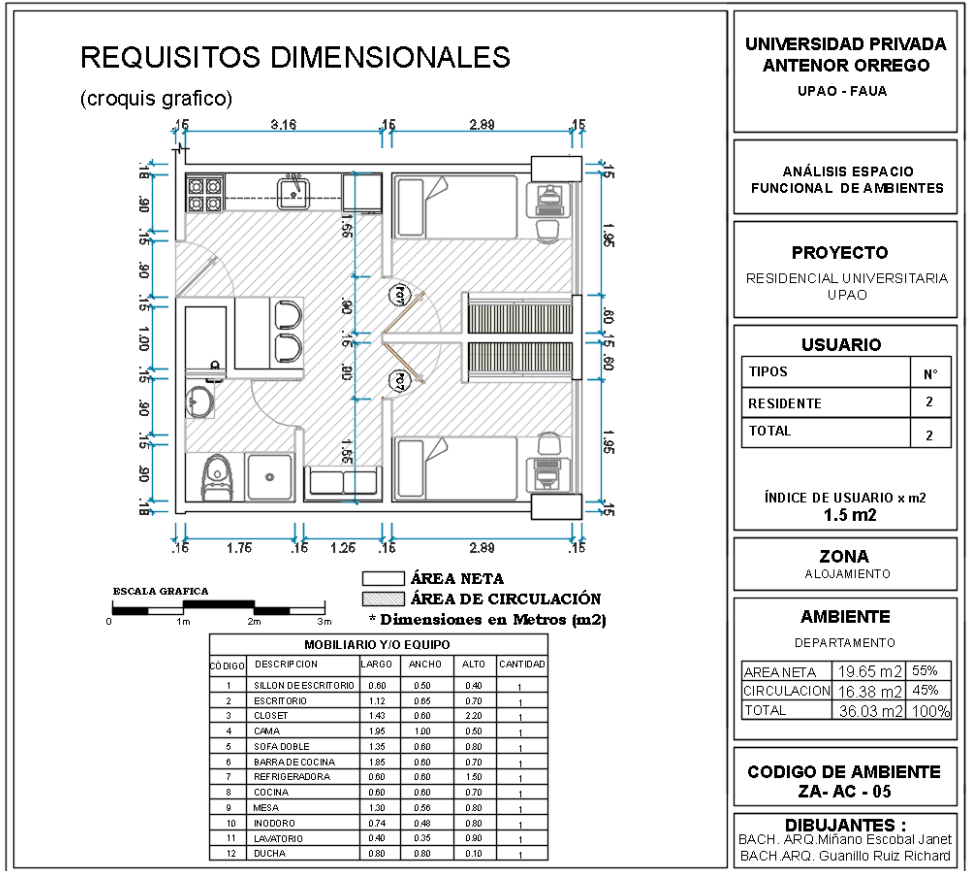 REQUISITOS DIMENSIONALES
(croquis grafico)
.15 3.16 .15 2.89 .15
.18
.90
.15
.90
.15
1.00
.15
.90
.15
.90
.18
1.65
.90
.15
.90
1.65
P07
P07
.15
1.95
.60
.15
.60
1.95
.15
.15 1.75 .15 1.25 .15 2.89 .15
ESCALA GRAFICA
0 1m 2m 3m
ÁREA NETA
ÁREA DE CIRCULACIÓN
* Dimensiones en Metros (m2)
MOBILIARIO Y/O EQUIPO
CÓDIGO DESCRIPCION LARGO ANCHO ALTO CANTIDAD
1 SILLON DE ESCRITORIO 0.60 0.50 0.40 1
2 ESCRITORIO 1.12 0.65 0.70 1
3 CLOSET 1.43 0.60 2.20 1
4 CAMA 1.95 1.00 0.50 1
5 SOFA DOBLE 1.35 0.60 0.80 1
6 BARRA DE COCINA 1.85 0.60 0.70 1
7 REFRIGERADORA 0.60 0.60 1.50 1
8 COCINA 0.60 0.60 0.70 1
9 MESA 1.30 0.56 0.80 1
10 INODORO 0.74 0.48 0.80 1
11 LAVATORIO 0.40 0.35 0.90 1
12 DUCHA 0.80 0.80 0.10 1
UNIVERSIDAD PRIVADA
ANTENOR ORREGO
UPAO - FAUA
ANÁLISIS ESPACIO
FUNCIONAL DE AMBIENTES
PROYECTO
RESIDENCIAL UNIVERSITARIA
UPAO
USUARIO
TIPOS N°
RESIDENTE 2
TOTAL 2
ÍNDICE DE USUARIO x m2
1.5 m2
ZONA
ALOJAMIENTO
AMBIENTE
DEPARTAMENTO
AREA NETA 19.65 m2 55%
CIRCULACION 16.38 m2 45%
TOTAL 36.03 m2 100%
CODIGO DE AMBIENTE
ZA- AC - 05
DIBUJANTES :
BACH. ARQ.Miñano Escobal Janet
BACH.ARQ. Guanillo Ruiz Richard